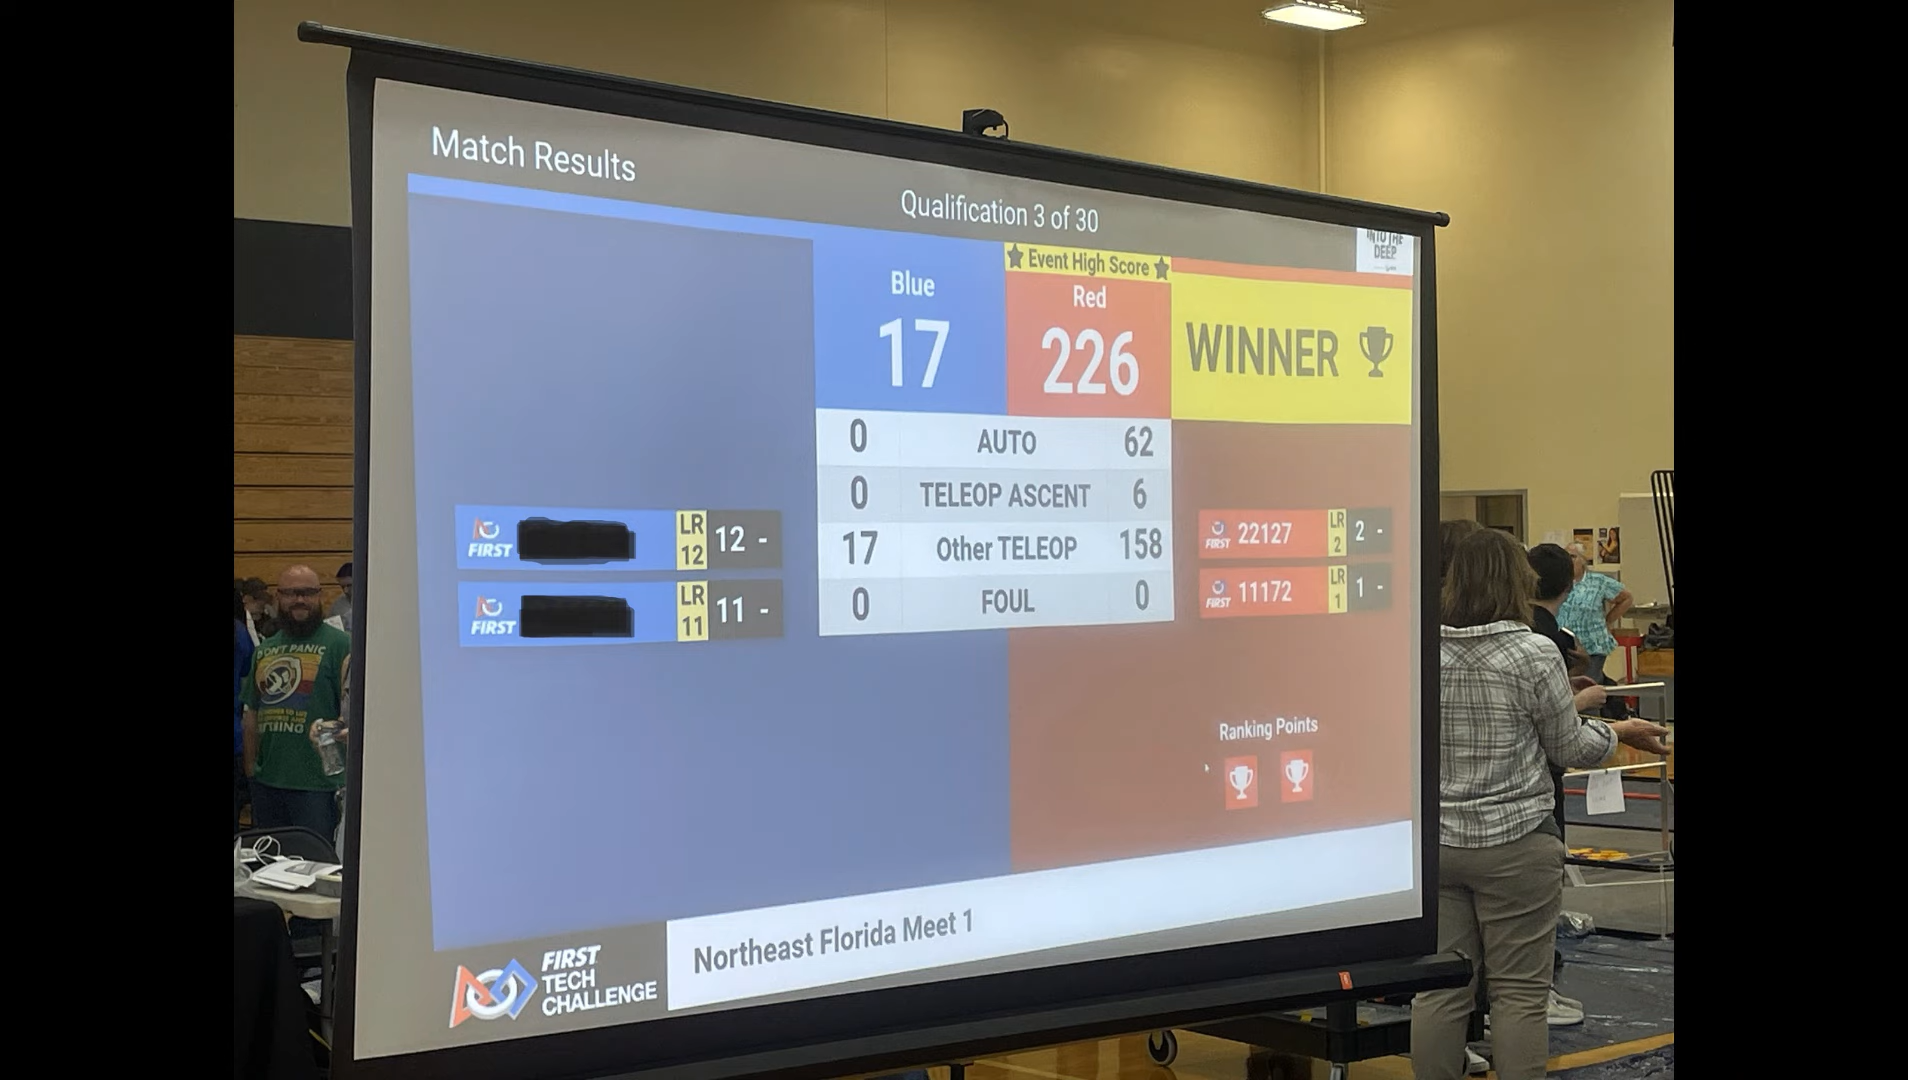 Match Results
Qualification 3 of 30
INTO THE
DEEP
Event High Score
Blue
Red
17
226
WINNER
0 AUTO 62
0 TELEOP ASCENT 6
17 Other TELEOP 158
0 FOUL 0
FIRST
LR
12
12 -
FIRST
LR
11
11 -
FIRST
22127
LR
2
2 -
FIRST
11172
LR
1
1 -
Ranking Points
Northeast Florida Meet 1
FIRST
TECH
CHALLENGE
DON'T PANIC